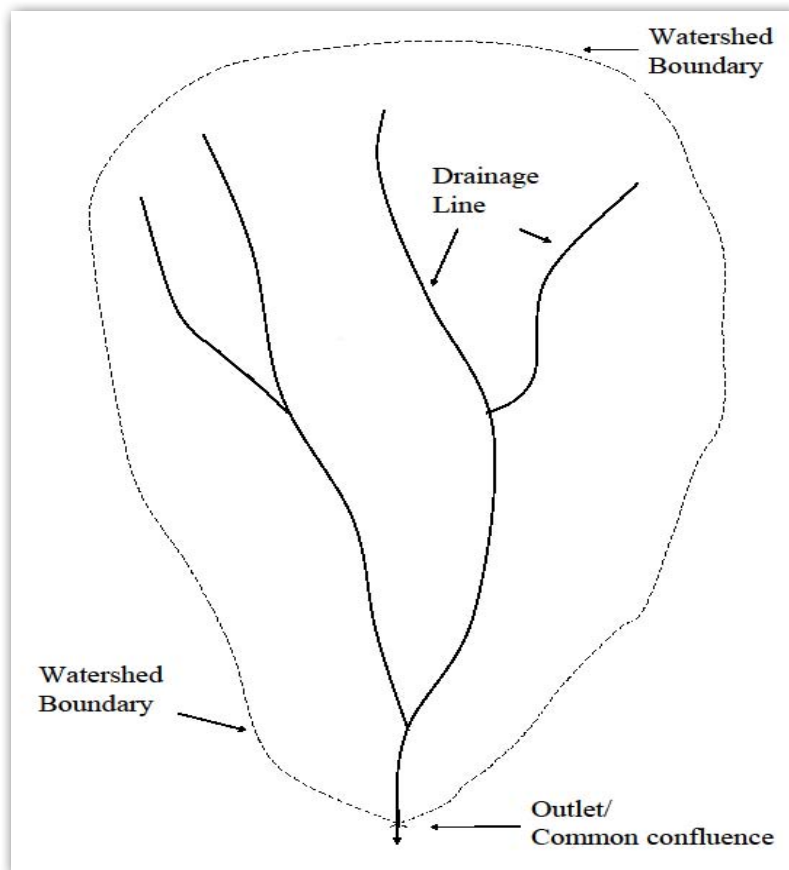 Watershed
Boundary
Drainage
Line
Watershed
Boundary
Outlet/
Common confluence